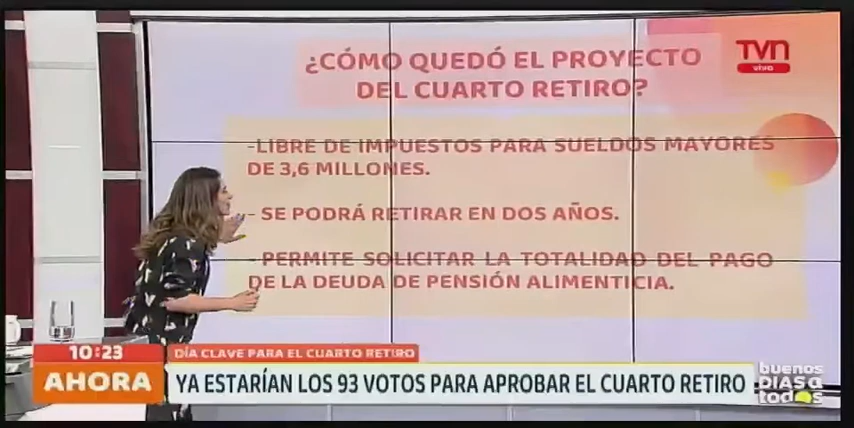 ¿CÓMO QUEDÓ EL PROYECTO
DEL CUARTO RETIRO?
TVN
vivo
-LIBRE DE IMPUESTOS PARA SUELDOS MAYORES
DE 3,6 MILLONES.
- SE PODRÁ RETIRAR EN DOS AÑOS.
- PERMITE SOLICITAR LA TOTALIDAD DEL PAGO
DE LA DEUDA DE PENSIÓN ALIMENTICIA.
10:23
DÍA CLAVE PARA EL CUARTO RETIRO
AHORA
YA ESTARÍAN LOS 93 VOTOS PARA APROBAR EL CUARTO RETIRO
buenos
DÍAS a
todos